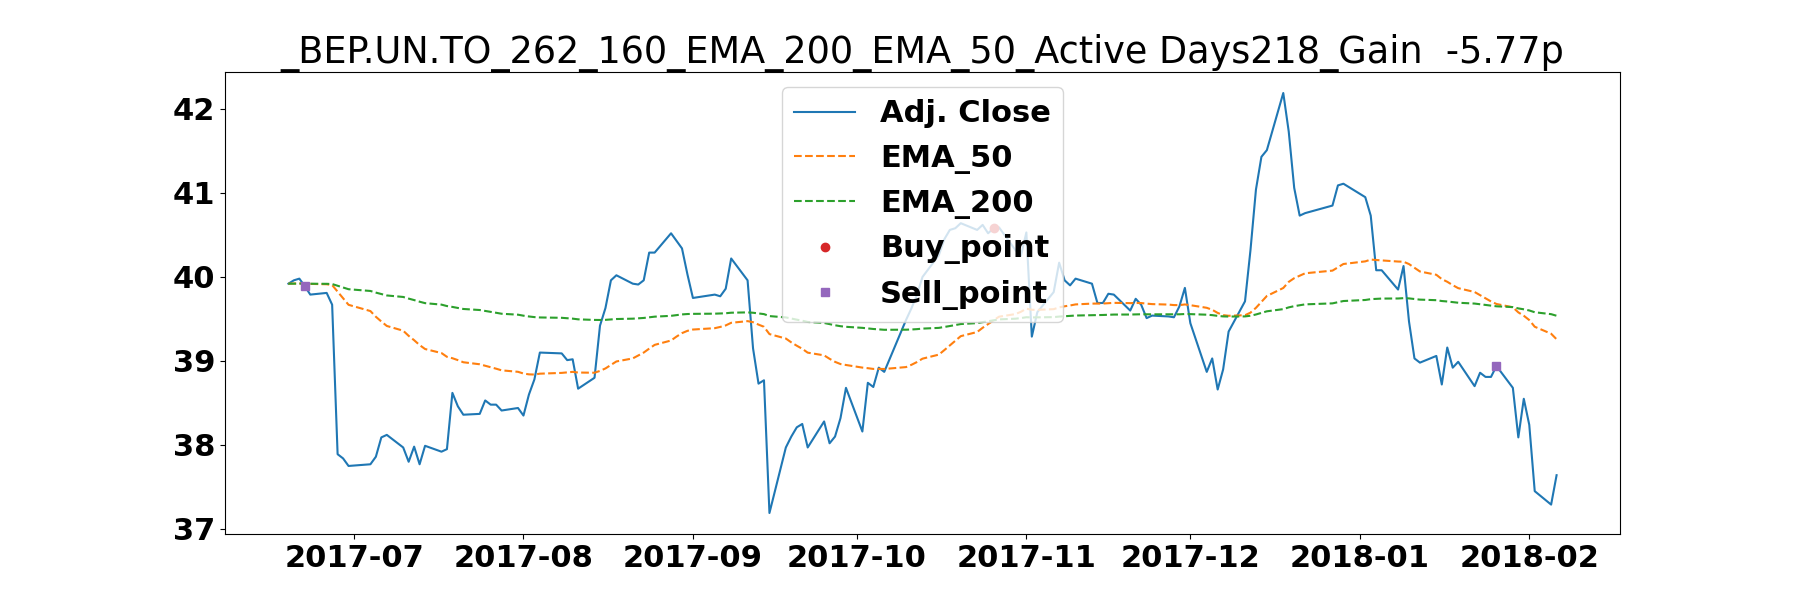 _BEP.UN.TO_262_160_EMA_200_EMA_50_Active Days218_Gain  -5.77p
42
41
40
39
38
37
Adj. Close
EMA_50
EMA_200
Buy_point
Sell_point
2017-07 2017-08 2017-09 2017-10 2017-11 2017-12 2018-01 2018-02